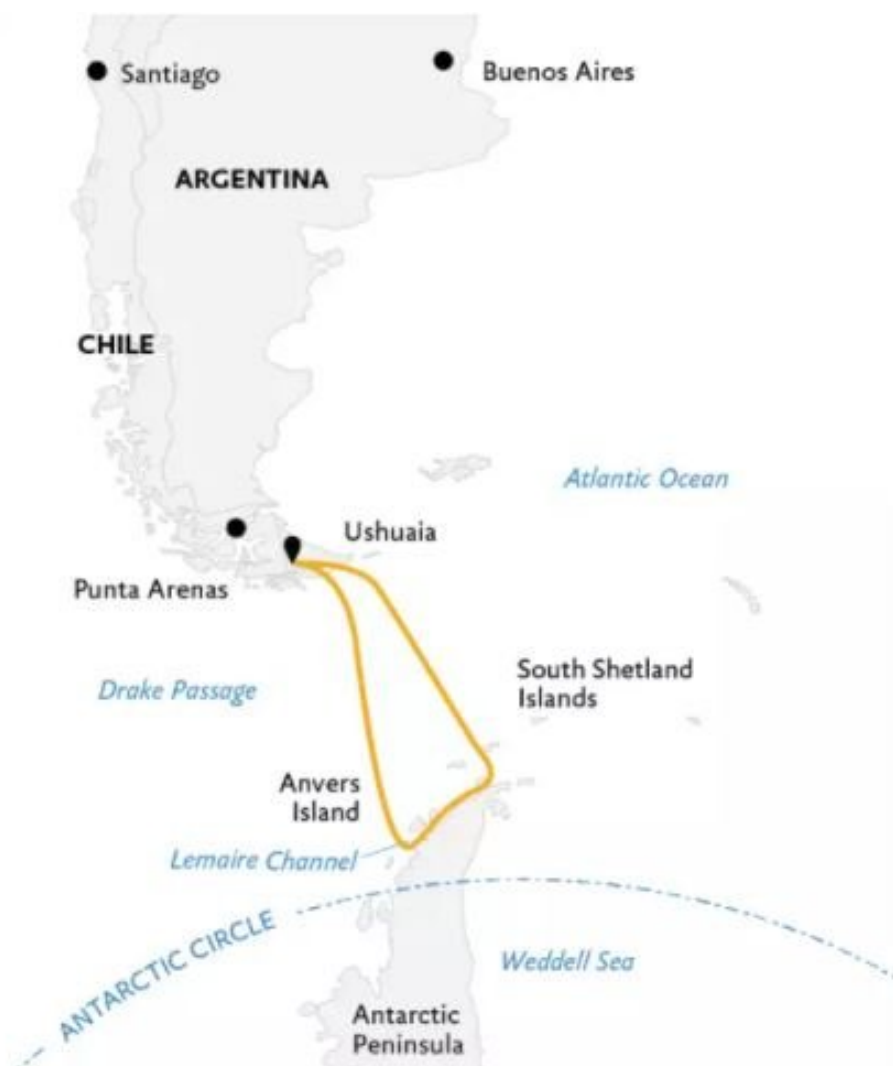 Santiago
Buenos Aires
ARGENTINA
CHILE
Atlantic Ocean
Ushuaia
Punta Arenas
South Shetland
Islands
Drake Passage
Anvers
Island
Lemaire Channel
ANTARCTIC CIRCLE
Weddell Sea
Antarctic
Peninsula